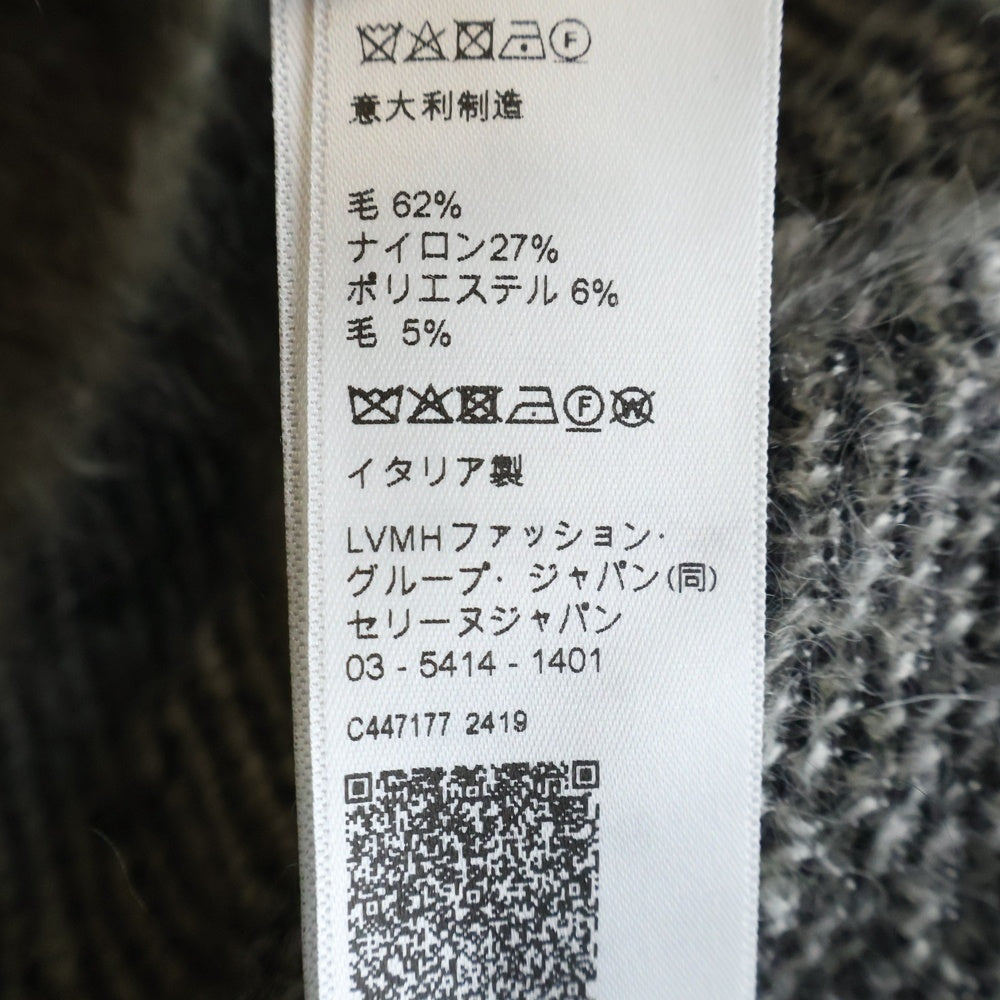 F
意大利制造
毛 62%
ナイロン27%
ポリエステル 6%
毛 5%
F W
イタリア製
LVMHファッション・
グループ・ジャパン(同)
セリーヌジャパン
03 - 5414 - 1401
C447177 2419